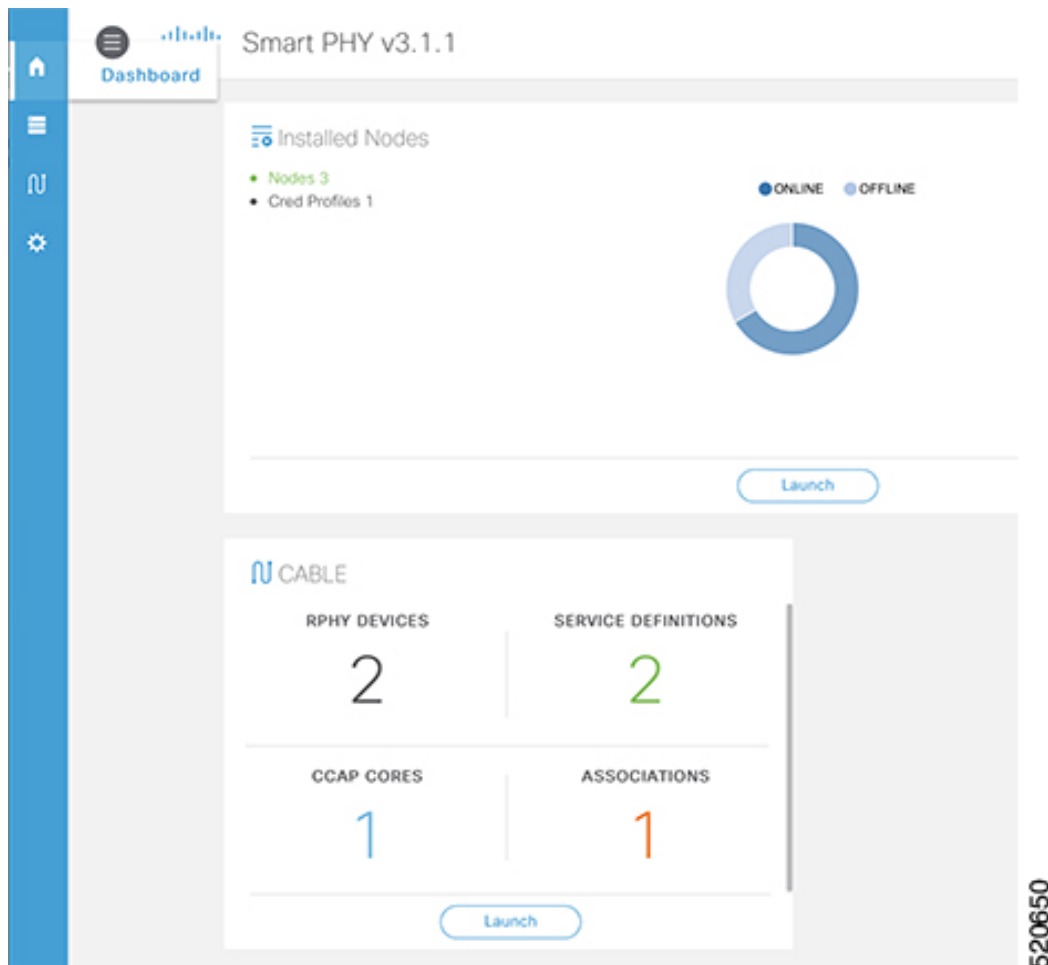 Smart PHY v3.1.1
Dashboard
Installed Nodes
Nodes 3
Cred Profiles 1
ONLINE OFFLINE
Launch
CABLE
RPHY DEVICES
2
SERVICE DEFINITIONS
2
CCAP CORES
1
ASSOCIATIONS
1
Launch
520650